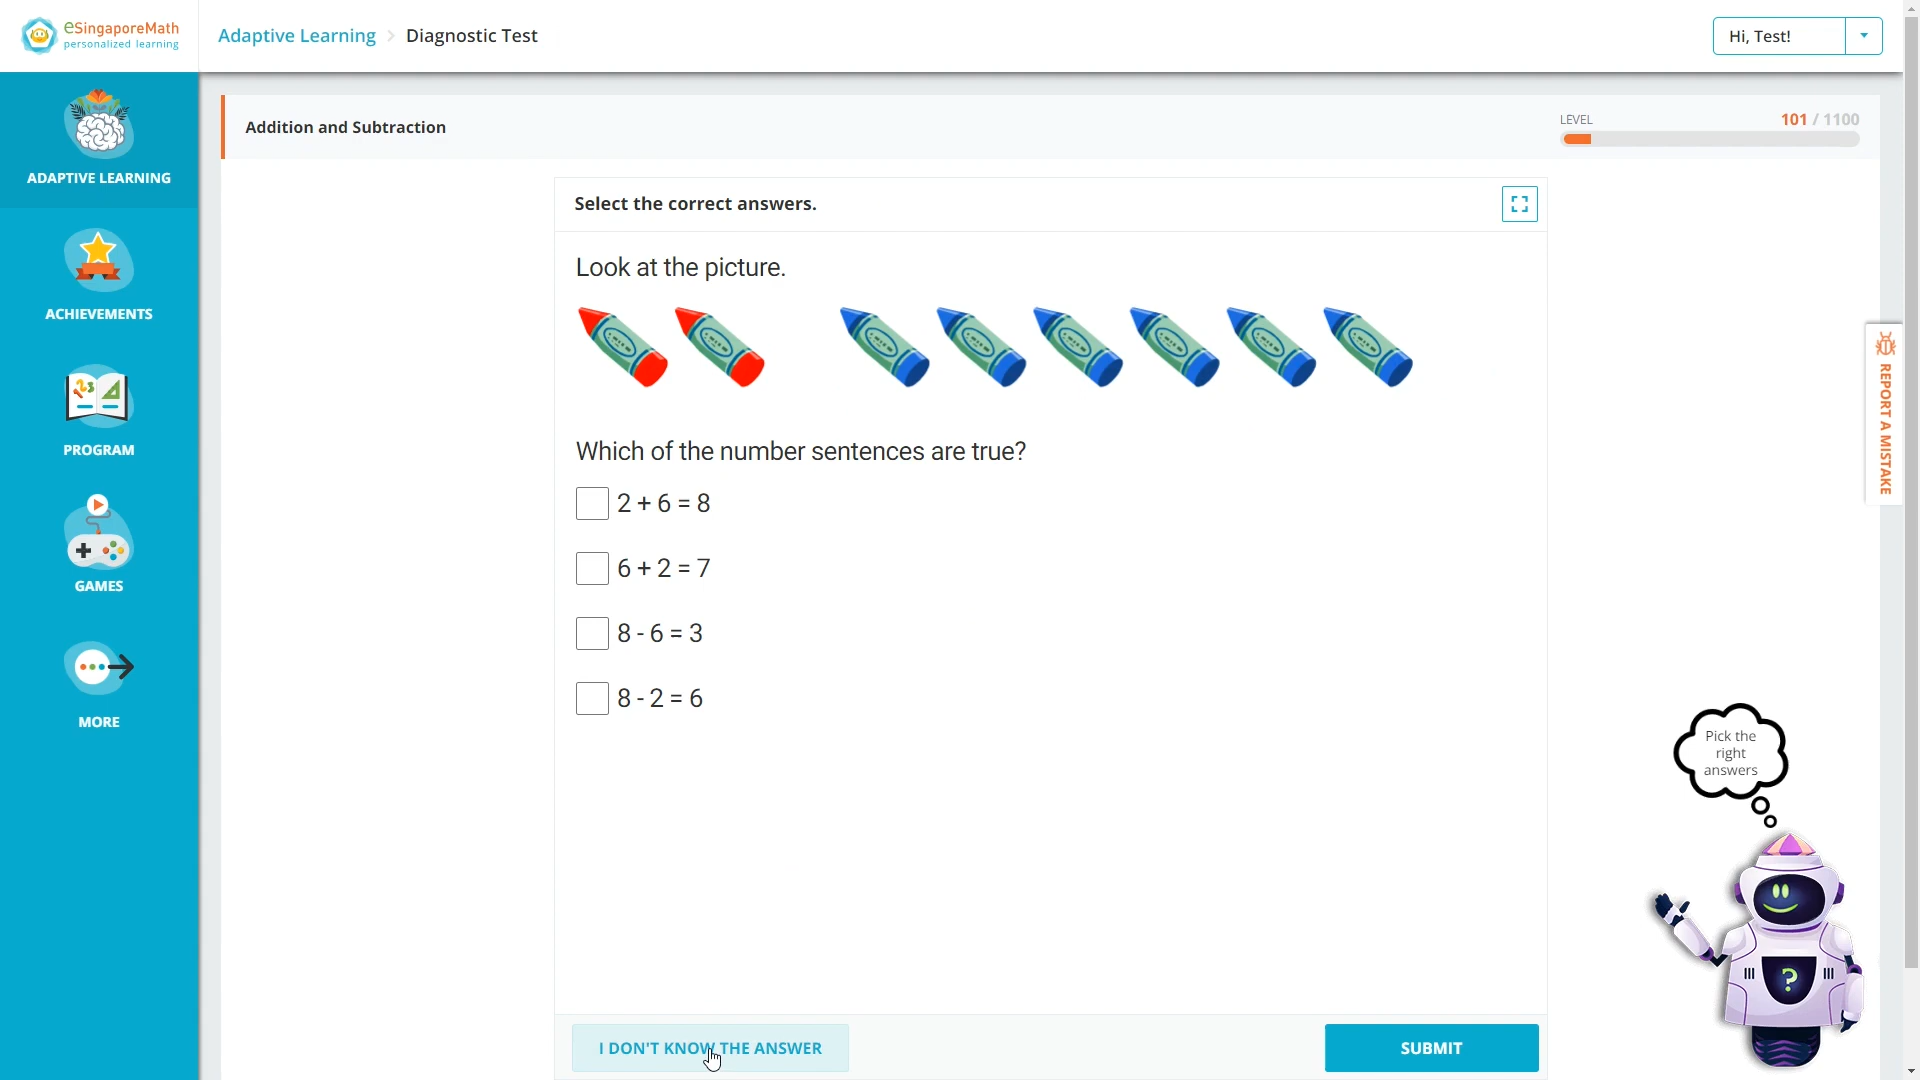 eSingaporeMath
personalized learning
Adaptive Learning > Diagnostic Test
Hi, Test!
ADAPTIVE LEARNING
ACHIEVEMENTS
PROGRAM
GAMES
MORE
Addition and Subtraction
LEVEL
101 / 1100
Select the correct answers.
Look at the picture.
Which of the number sentences are true?
2 + 6 = 8
6 + 2 = 7
8 - 6 = 3
8 - 2 = 6
REPORT A MISTAKE
Pick the
right
answers
?
I DON'T KNOW THE ANSWER
SUBMIT